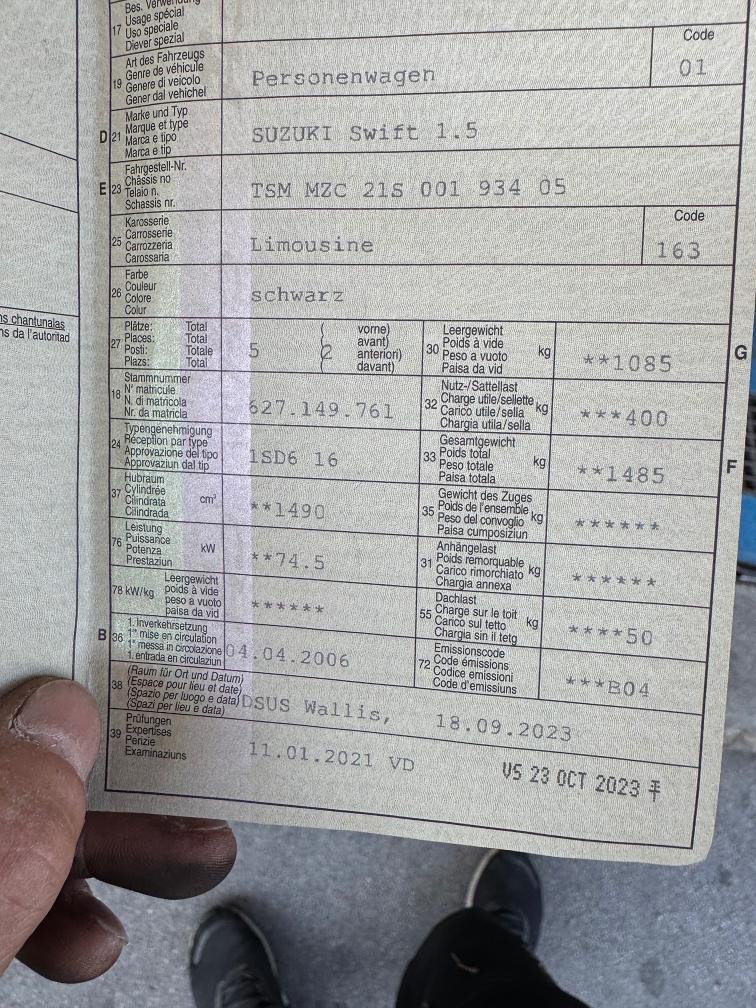 Bes. Verwendung
17 Usage spécial
Uso speciale
Diever spezial
19 Art des Fahrzeugs
Genre de véhicule
Genere di veicolo
Gener dal vehichel
Personenwagen
Code
01
D 21 Marke und Typ
Marque et type
Marca e tipo
Marca e tip
SUZUKI Swift 1.5
E 23 Fahrgestell-Nr.
Châssis no
Telaio n.
Schassis nr.
TSM MZC 21S 001 934 05
25 Karosserie
Carrosserie
Carrozzeria
Carossaria
Limousine
Code
163
26 Farbe
Couleur
Colore
Colur
schwarz
27 Plätze: Total
Places: Total
Posti: Totale
Plazs: Total
5
2
vorne)
avant)
anteriori)
davant)
30 Leergewicht
Poids à vide
Peso a vuoto
Paisa da vid
kg
**1085
G
18 Stammnummer
N° matricule
N. di matricola
Nr. da matricla
627.149.761
32 Nutz-/Sattellast
Charge utile/sellette
Carico utile/sella
Chargia utila/sella
kg
***400
24 Typengenehmigung
Réception par type
Approvazione del tipo
Approvaziun dal tip
1SD6 16
33 Gesamtgewicht
Poids total
Peso totale
Paisa totala
kg
**1485
F
37 Hubraum
Cylindrée
Cilindrata
Cilindrada
cm³
**1490
35 Gewicht des Zuges
Poids de l'ensemble
Peso del convoglio
Paisa cumposiziun
kg
******
76 Leistung
Puissance
Potenza
Prestaziun
kW
**74.5
31 Anhängelast
Poids remorquable
Carico rimorchiato
Chargia annexa
kg
******
78 kW/kg
Leergewicht
poids à vide
peso a vuoto
paisa da vid
******
55 Dachlast
Charge sur le toit
Carico sul tetto
Chargia sin il tetg
kg
****50
B 36 1. Inverkehrsetzung
1re mise en circulation
1a messa in circolazione
1. entrada en circulaziun
04.04.2006
72 Emissionscode
Code émissions
Codice emissioni
Code d'emissiuns
***B04
38 (Raum für Ort und Datum)
(Espace pour lieu et date)
(Spazio per luogo e data)
(Spazi per lieu e data)
DSUS Wallis, 18.09.2023
39 Prüfungen
Expertises
Perizie
Examinaziuns
11.01.2021 VD
VS 23 OCT 2023
ns chantunalas
ns da l'autoritad